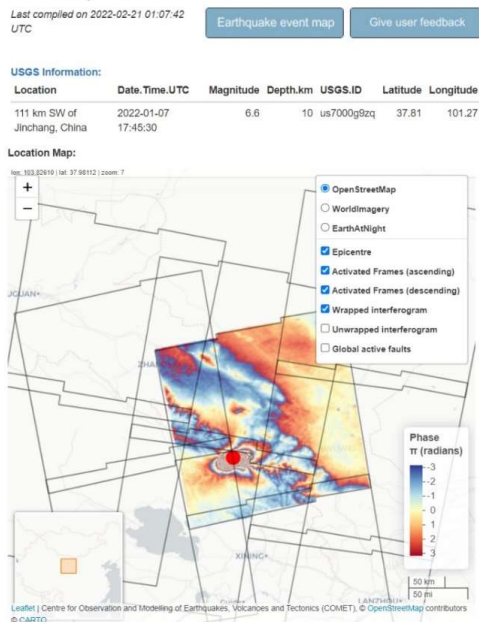 Last compiled on 2022-02-21 01:07:42
UTC
Earthquake event map
Give user feedback
USGS Information:
Location Date.Time.UTC Magnitude Depth.km USGS.ID Latitude Longitude
111 km SW of 2022-01-07 6.6 10 us7000g9zq 37.81 101.27
Jinchang, China 17:45:30
Location Map:
lon: 103.02610 | lat: 37.98112 | zoom: 7
+
−
OpenStreetMap
WorldImagery
EarthAtNight
Epicentre
Activated Frames (ascending)
Activated Frames (descending)
Wrapped interferogram
Unwrapped interferogram
Global active faults
Phase
π (radians)
-3
-2
-1
0
1
2
3
XINING
50 km
50 mi
LANZHOU
Leaflet | Centre for Observation and Modelling of Earthquakes, Volcanoes and Tectonics (COMET), © OpenStreetMap contributors
© CARTO